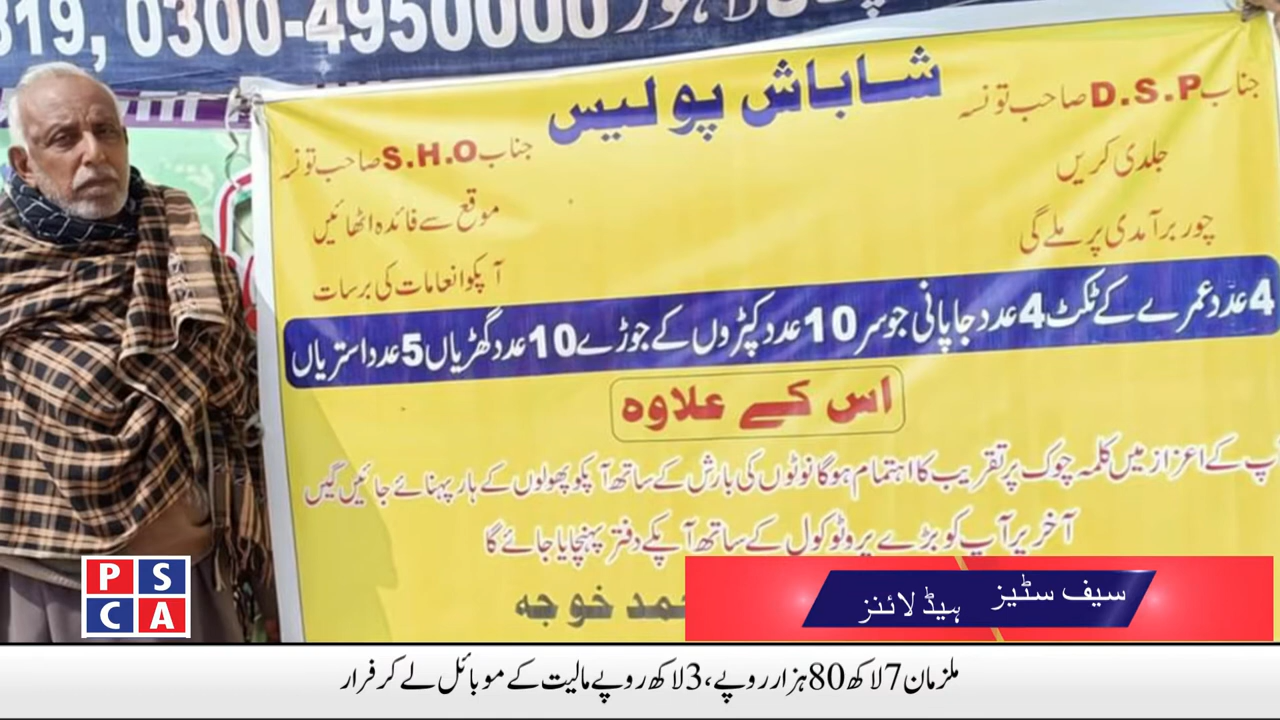 819, 0300-4950000 لاہور
شاباش پولیس
جناب D.S.P صاحب تونسہ
جلدی کریں
چور برآمدی پر ملے گی
جناب S.H.O صاحب تونسہ
موقع سے فائدہ اٹھائیں
آپکو انعامات کی برسات
4 عدد عمرے کے ٹکٹ 4 عدد جاپانی جوسر 10 عدد کپڑوں کے جوڑے 10 عدد گھڑیاں 5 عدد استریاں
اس کے علاوہ
پ کے اعزاز میں کلمہ چوک پر تقریب کا اہتمام ہوگا نوٹوں کی بارش کے ساتھ آپکو پھولوں کے ہار پہنائے جائیں گیں
آخر پر آپ کو بڑے پروٹوکول کے ساتھ آپکے دفتر پہنچایا جائے گا
خوجہ
PSCA
سیف سٹیز ہیڈلائنز
ملزمان 7 لاکھ 80 ہزار روپے، 3 لاکھ روپے مالیت کے موبائل لے کر فرار